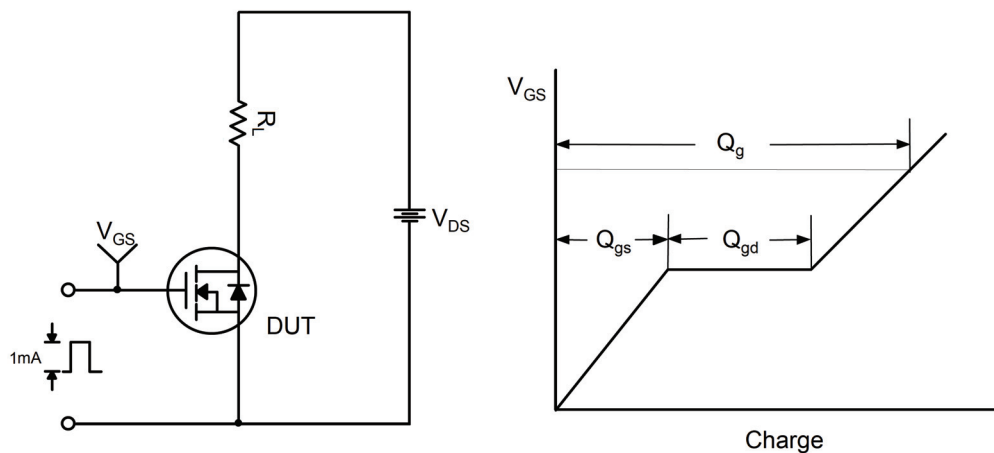 R_L
V_GS
V_DS
DUT
1mA
V_GS
Q_g
Q_gs
Q_gd
Charge